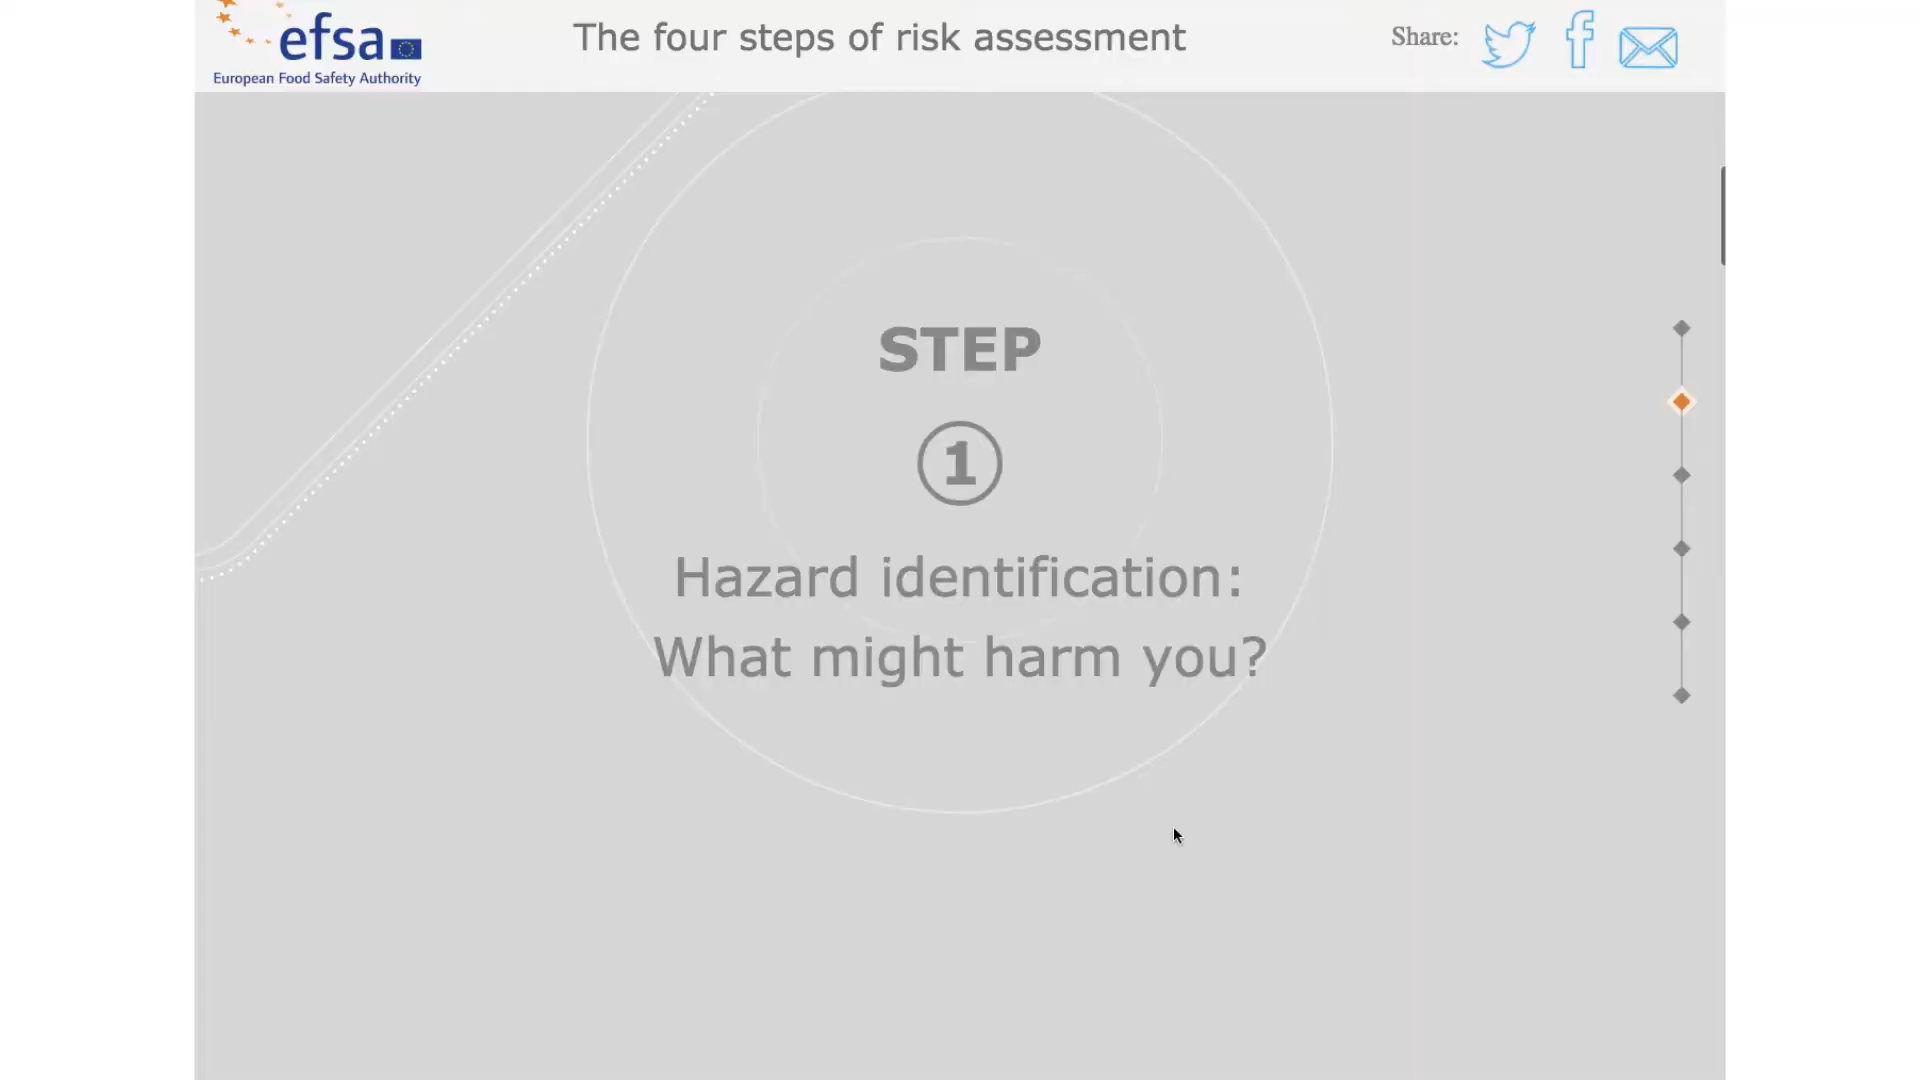 efsa
European Food Safety Authority
The four steps of risk assessment
Share:
STEP
1
Hazard identification:
What might harm you?